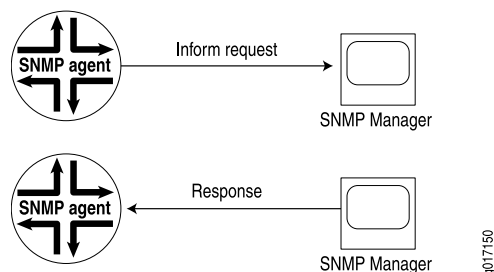 Inform request
SNMP agent
SNMP Manager
Response
SNMP agent
SNMP Manager
g017150